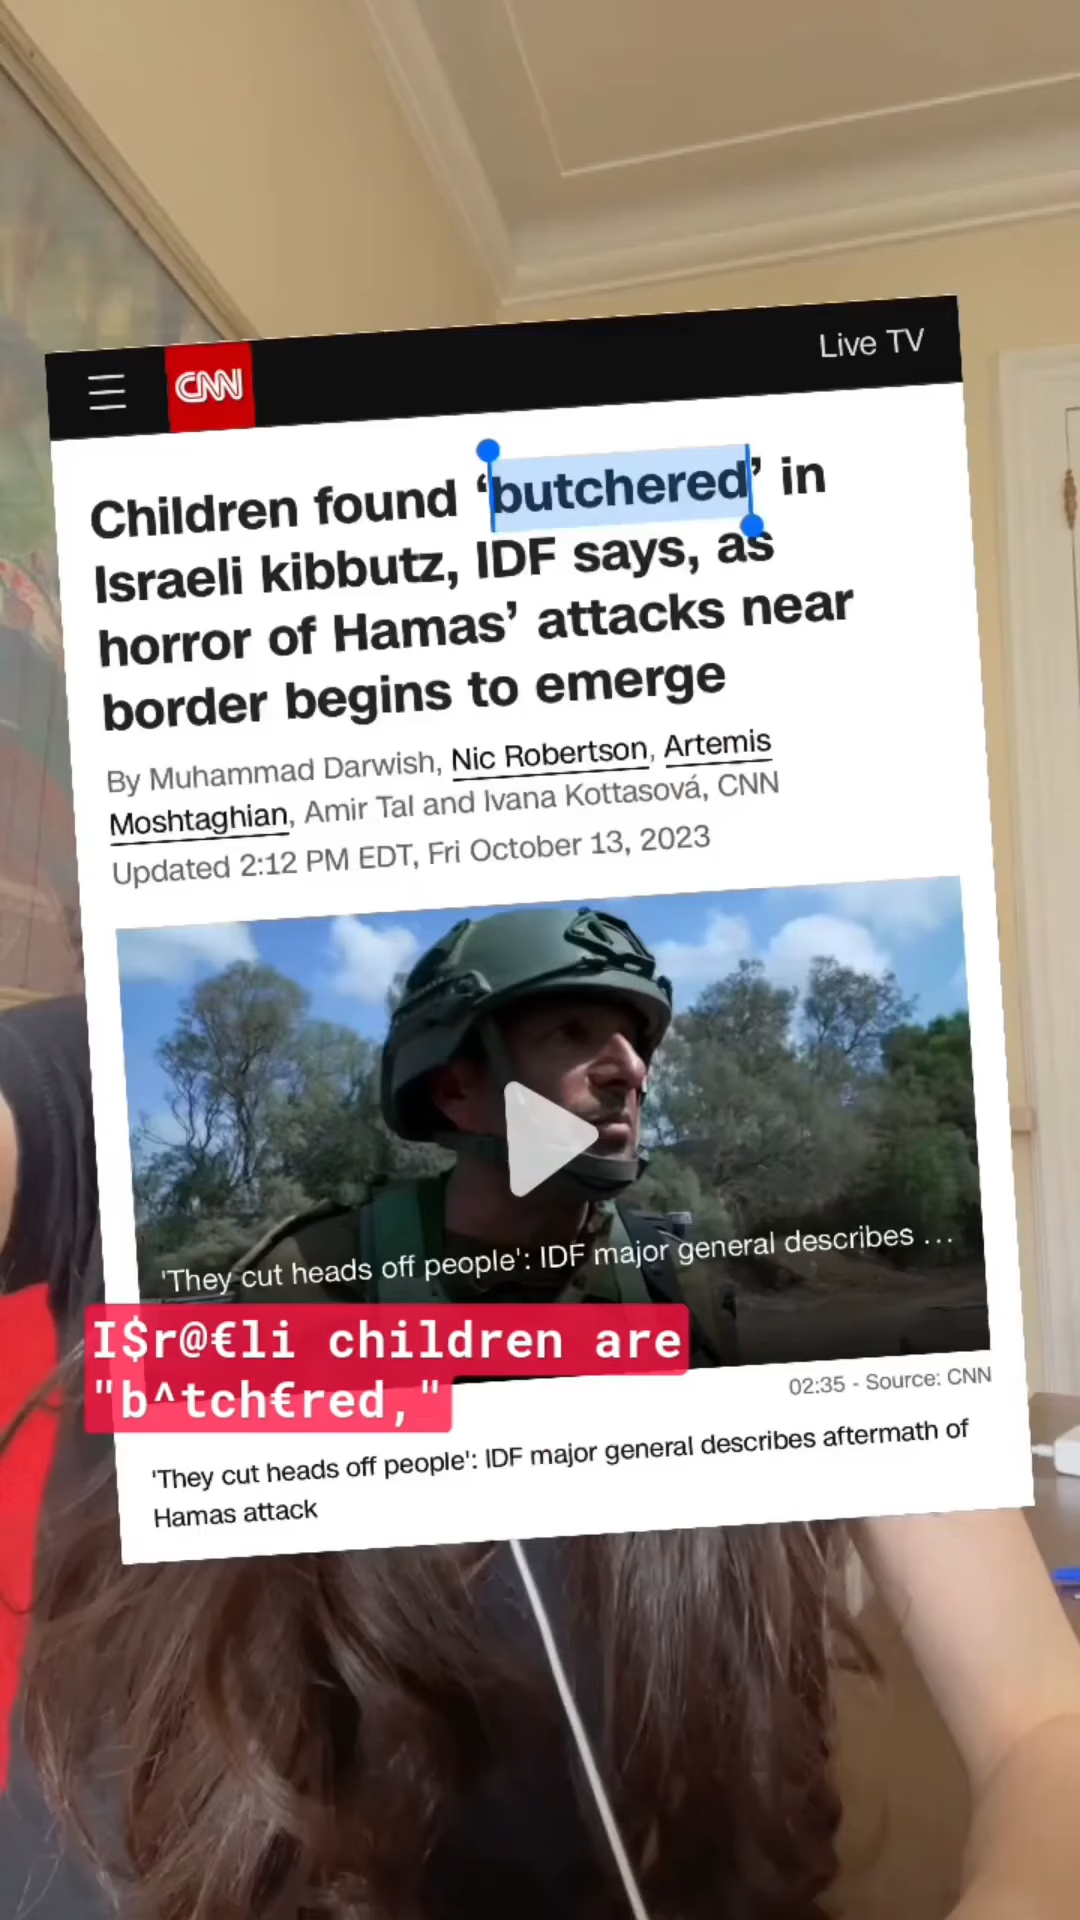 CNN
Live TV
Children found ‘butchered’ in
Israeli kibbutz, IDF says, as
horror of Hamas’ attacks near
border begins to emerge
By Muhammad Darwish, Nic Robertson, Artemis
Moshtaghian, Amir Tal and Ivana Kottasová, CNN
Updated 2:12 PM EDT, Fri October 13, 2023
'They cut heads off people': IDF major general describes ...
I$r@€li children are
"b^tch€red,"
02:35 - Source: CNN
'They cut heads off people': IDF major general describes aftermath of
Hamas attack